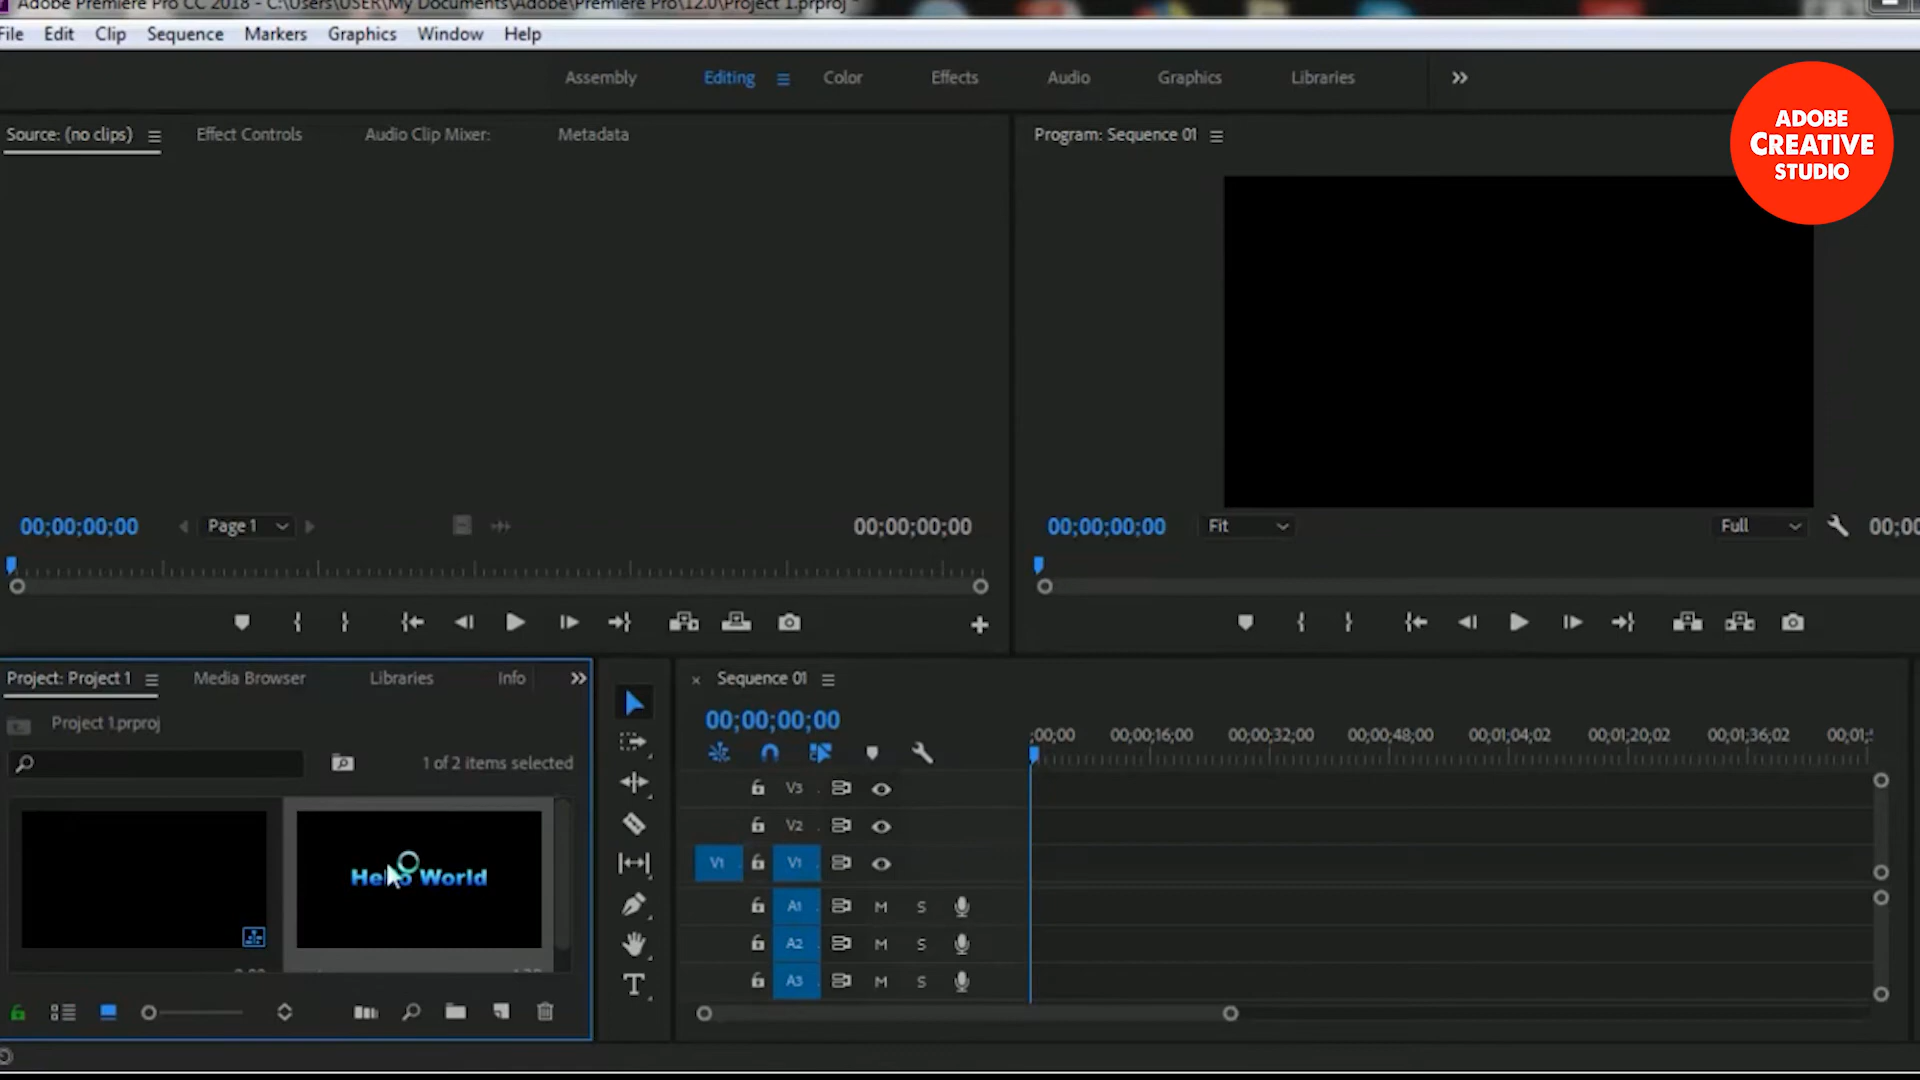 Adobe Premiere Pro CC 2018 - C:\Users\USER\My Documents\Adobe\Premiere Pro\12.0\Project 1.prproj *
File Edit Clip Sequence Markers Graphics Window Help
Assembly Editing Color Effects Audio Graphics Libraries
ADOBE
CREATIVE
STUDIO
Source: (no clips) Effect Controls Audio Clip Mixer: Metadata
Program: Sequence 01
00;00;00;00 Page 1 00;00;00;00
00;00;00;00 Fit Full 00;00
Project: Project 1 Media Browser Libraries Info
Project 1.prproj
1 of 2 items selected
Hello World
Sequence 01
00;00;00;00
;00;00 00;00;16;00 00;00;32;00 00;00;48;00 00;01;04;02 00;01;20;02 00;01;36;02 00;01;
V3
V2
V1 V1
A1 M S
A2 M S
A3 M S
T